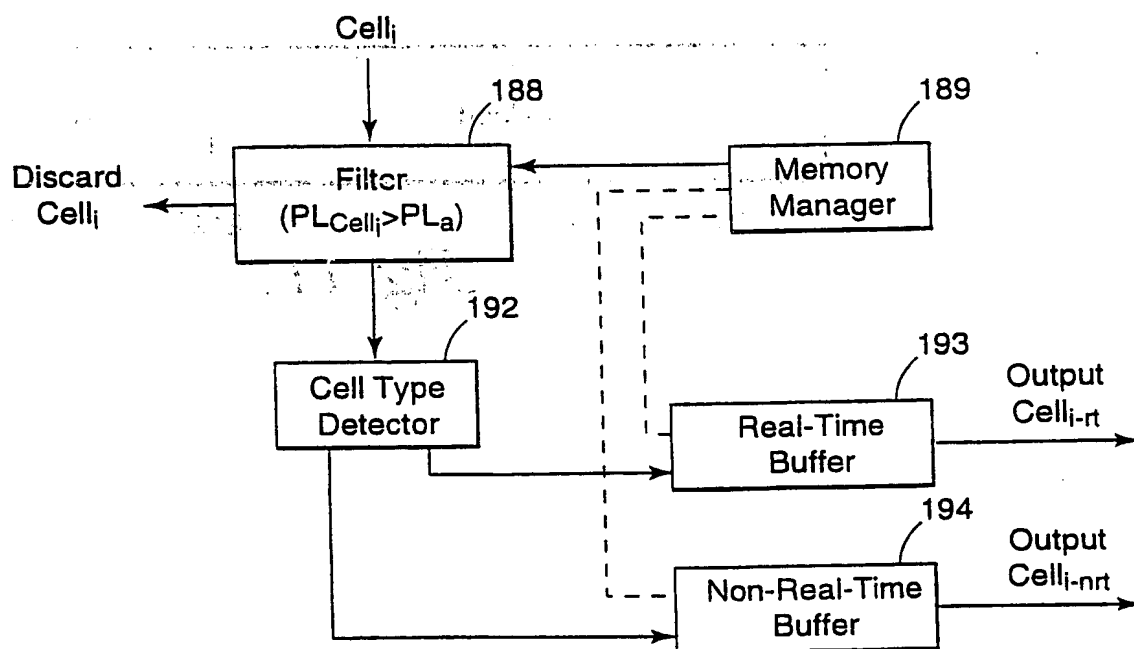 Cell_i
188
189
Discard
Cell_i
Filter
(PL_Cell_i>PL_a)
Memory
Manager
192
Cell Type
Detector
193
Real-Time
Buffer
Output
Cell_i-rt
194
Non-Real-Time
Buffer
Output
Cell_i-nrt